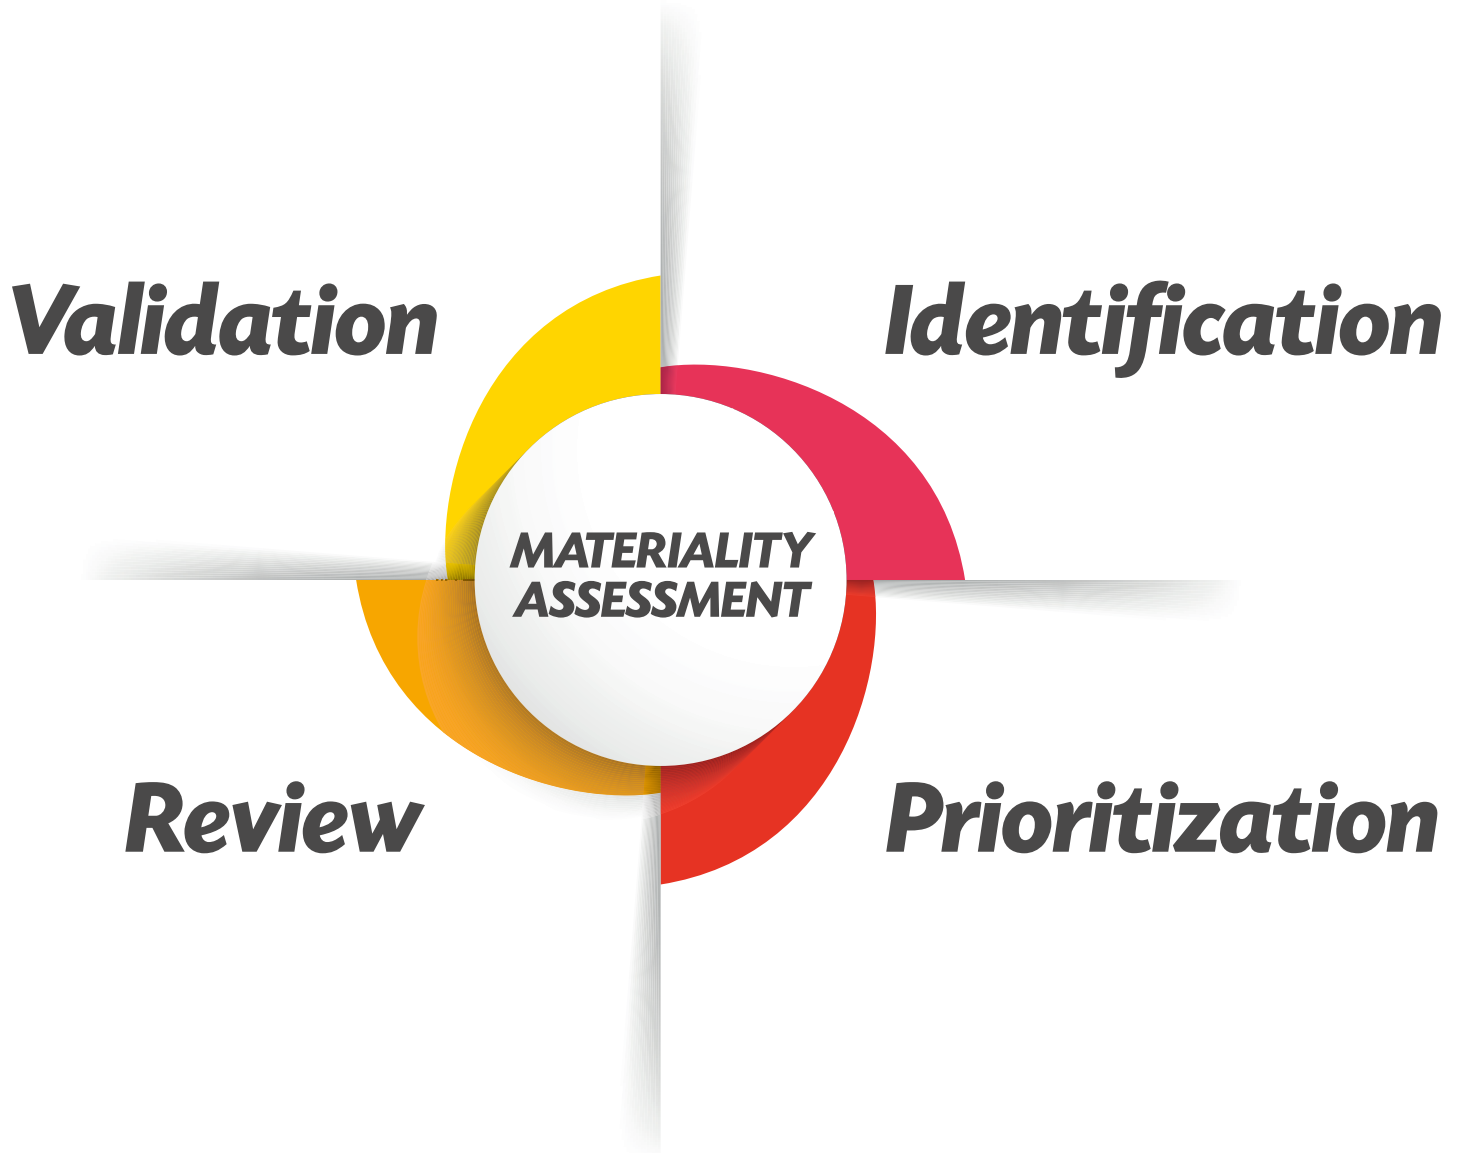 Validation
Identification
MATERIALITY
ASSESSMENT
Review
Prioritization